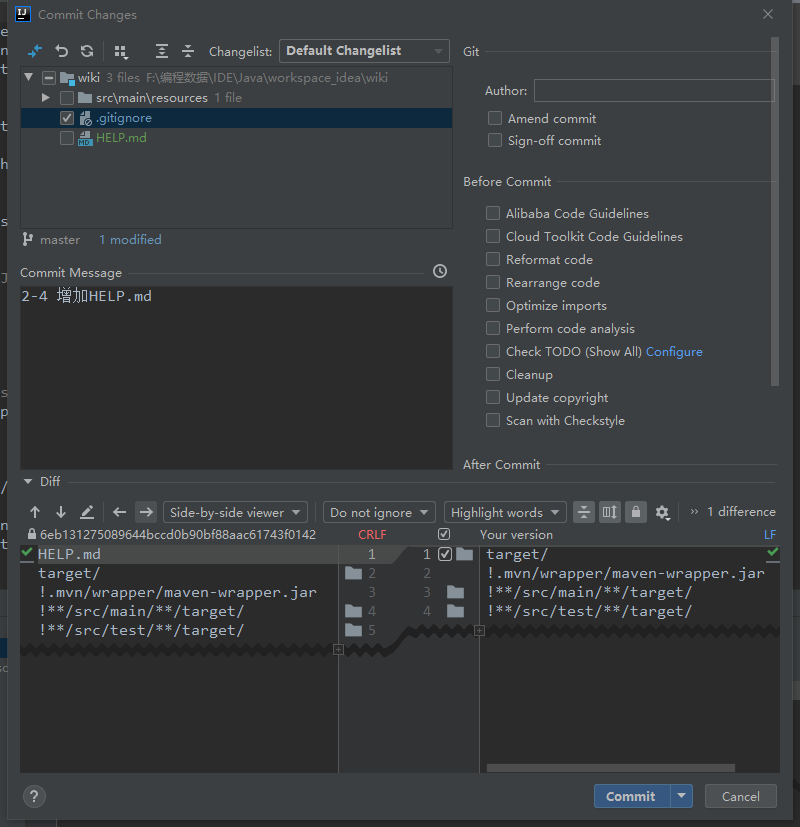 Commit Changes
Changelist: Default Changelist
wiki 3 files F:\编程数据\IDE\Java\workspace_idea\wiki
src\main\resources 1 file
.gitignore
HELP.md
master 1 modified
Commit Message
2-4 增加HELP.md
Git
Author:
Amend commit
Sign-off commit
Before Commit
Alibaba Code Guidelines
Cloud Toolkit Code Guidelines
Reformat code
Rearrange code
Optimize imports
Perform code analysis
Check TODO (Show All) Configure
Cleanup
Update copyright
Scan with Checkstyle
After Commit
Diff
Side-by-side viewer Do not ignore Highlight words 1 difference
6eb131275089644bccd0b90bf88aac61743f0142 CRLF Your version LF
HELP.md 1 1 target/
target/ 2 2 !.mvn/wrapper/maven-wrapper.jar
!.mvn/wrapper/maven-wrapper.jar 3 3 !**/src/main/**/target/
!**/src/main/**/target/ 4 4 !**/src/test/**/target/
!**/src/test/**/target/ 5
? Commit Cancel